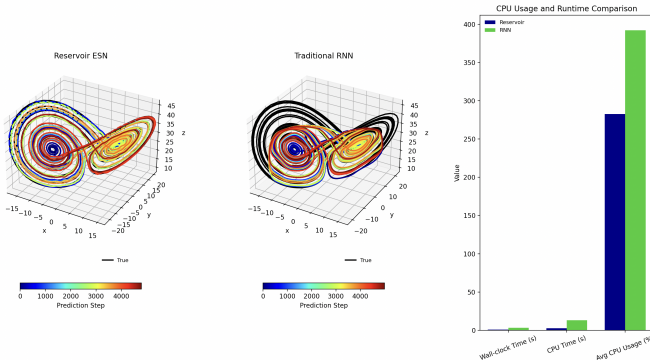 Reservoir ESN
45
40
35
30
25
20
15
10
z
20
15
10
5
0
−5
−10
−15
−20
y
−15
−10
−5
0
5
10
15
x
True
0 1000 2000 3000 4000
Prediction Step
Traditional RNN
45
40
35
30
25
20
15
10
z
20
10
0
−10
−20
y
−15
−10
−5
0
5
10
15
x
True
0 1000 2000 3000 4000
Prediction Step
CPU Usage and Runtime Comparison
Reservoir
RNN
400
350
300
250
200
150
100
50
0
Value
Wall-clock Time (s)
CPU Time (s)
Avg CPU Usage (%